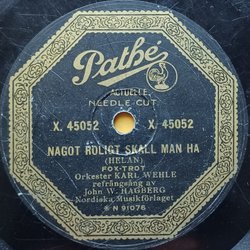 Pathé
ACTUELLE
NEEDLE-CUT
X. 45052 X. 45052
NAGOT ROLIGT SKALL MAN HA
(HELAN)
FOX-TROT
Orkester KARL WEHLE
refrängsång av
John W. HAGBERG
Nordiska Musikförlaget
N 91076